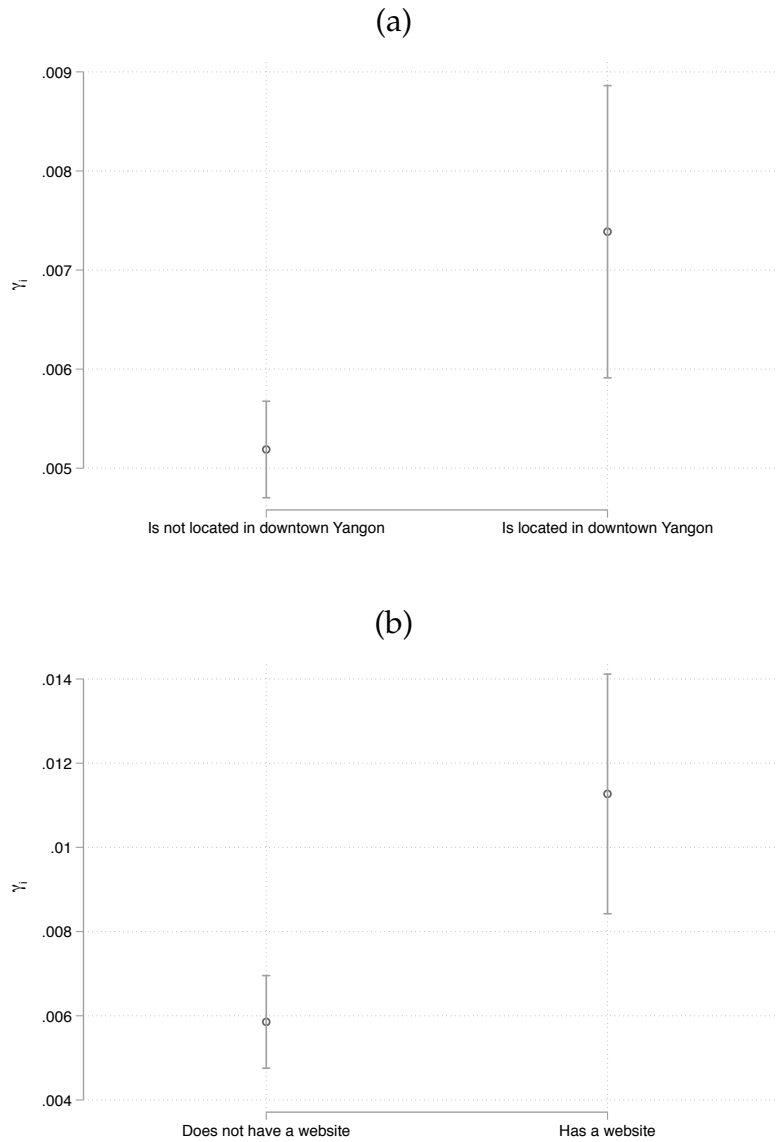 (a)
.009
.008
.007
γi
.006
.005
Is not located in downtown Yangon Is located in downtown Yangon
(b)
.014
.012
.01
γi
.008
.006
.004
Does not have a website Has a website